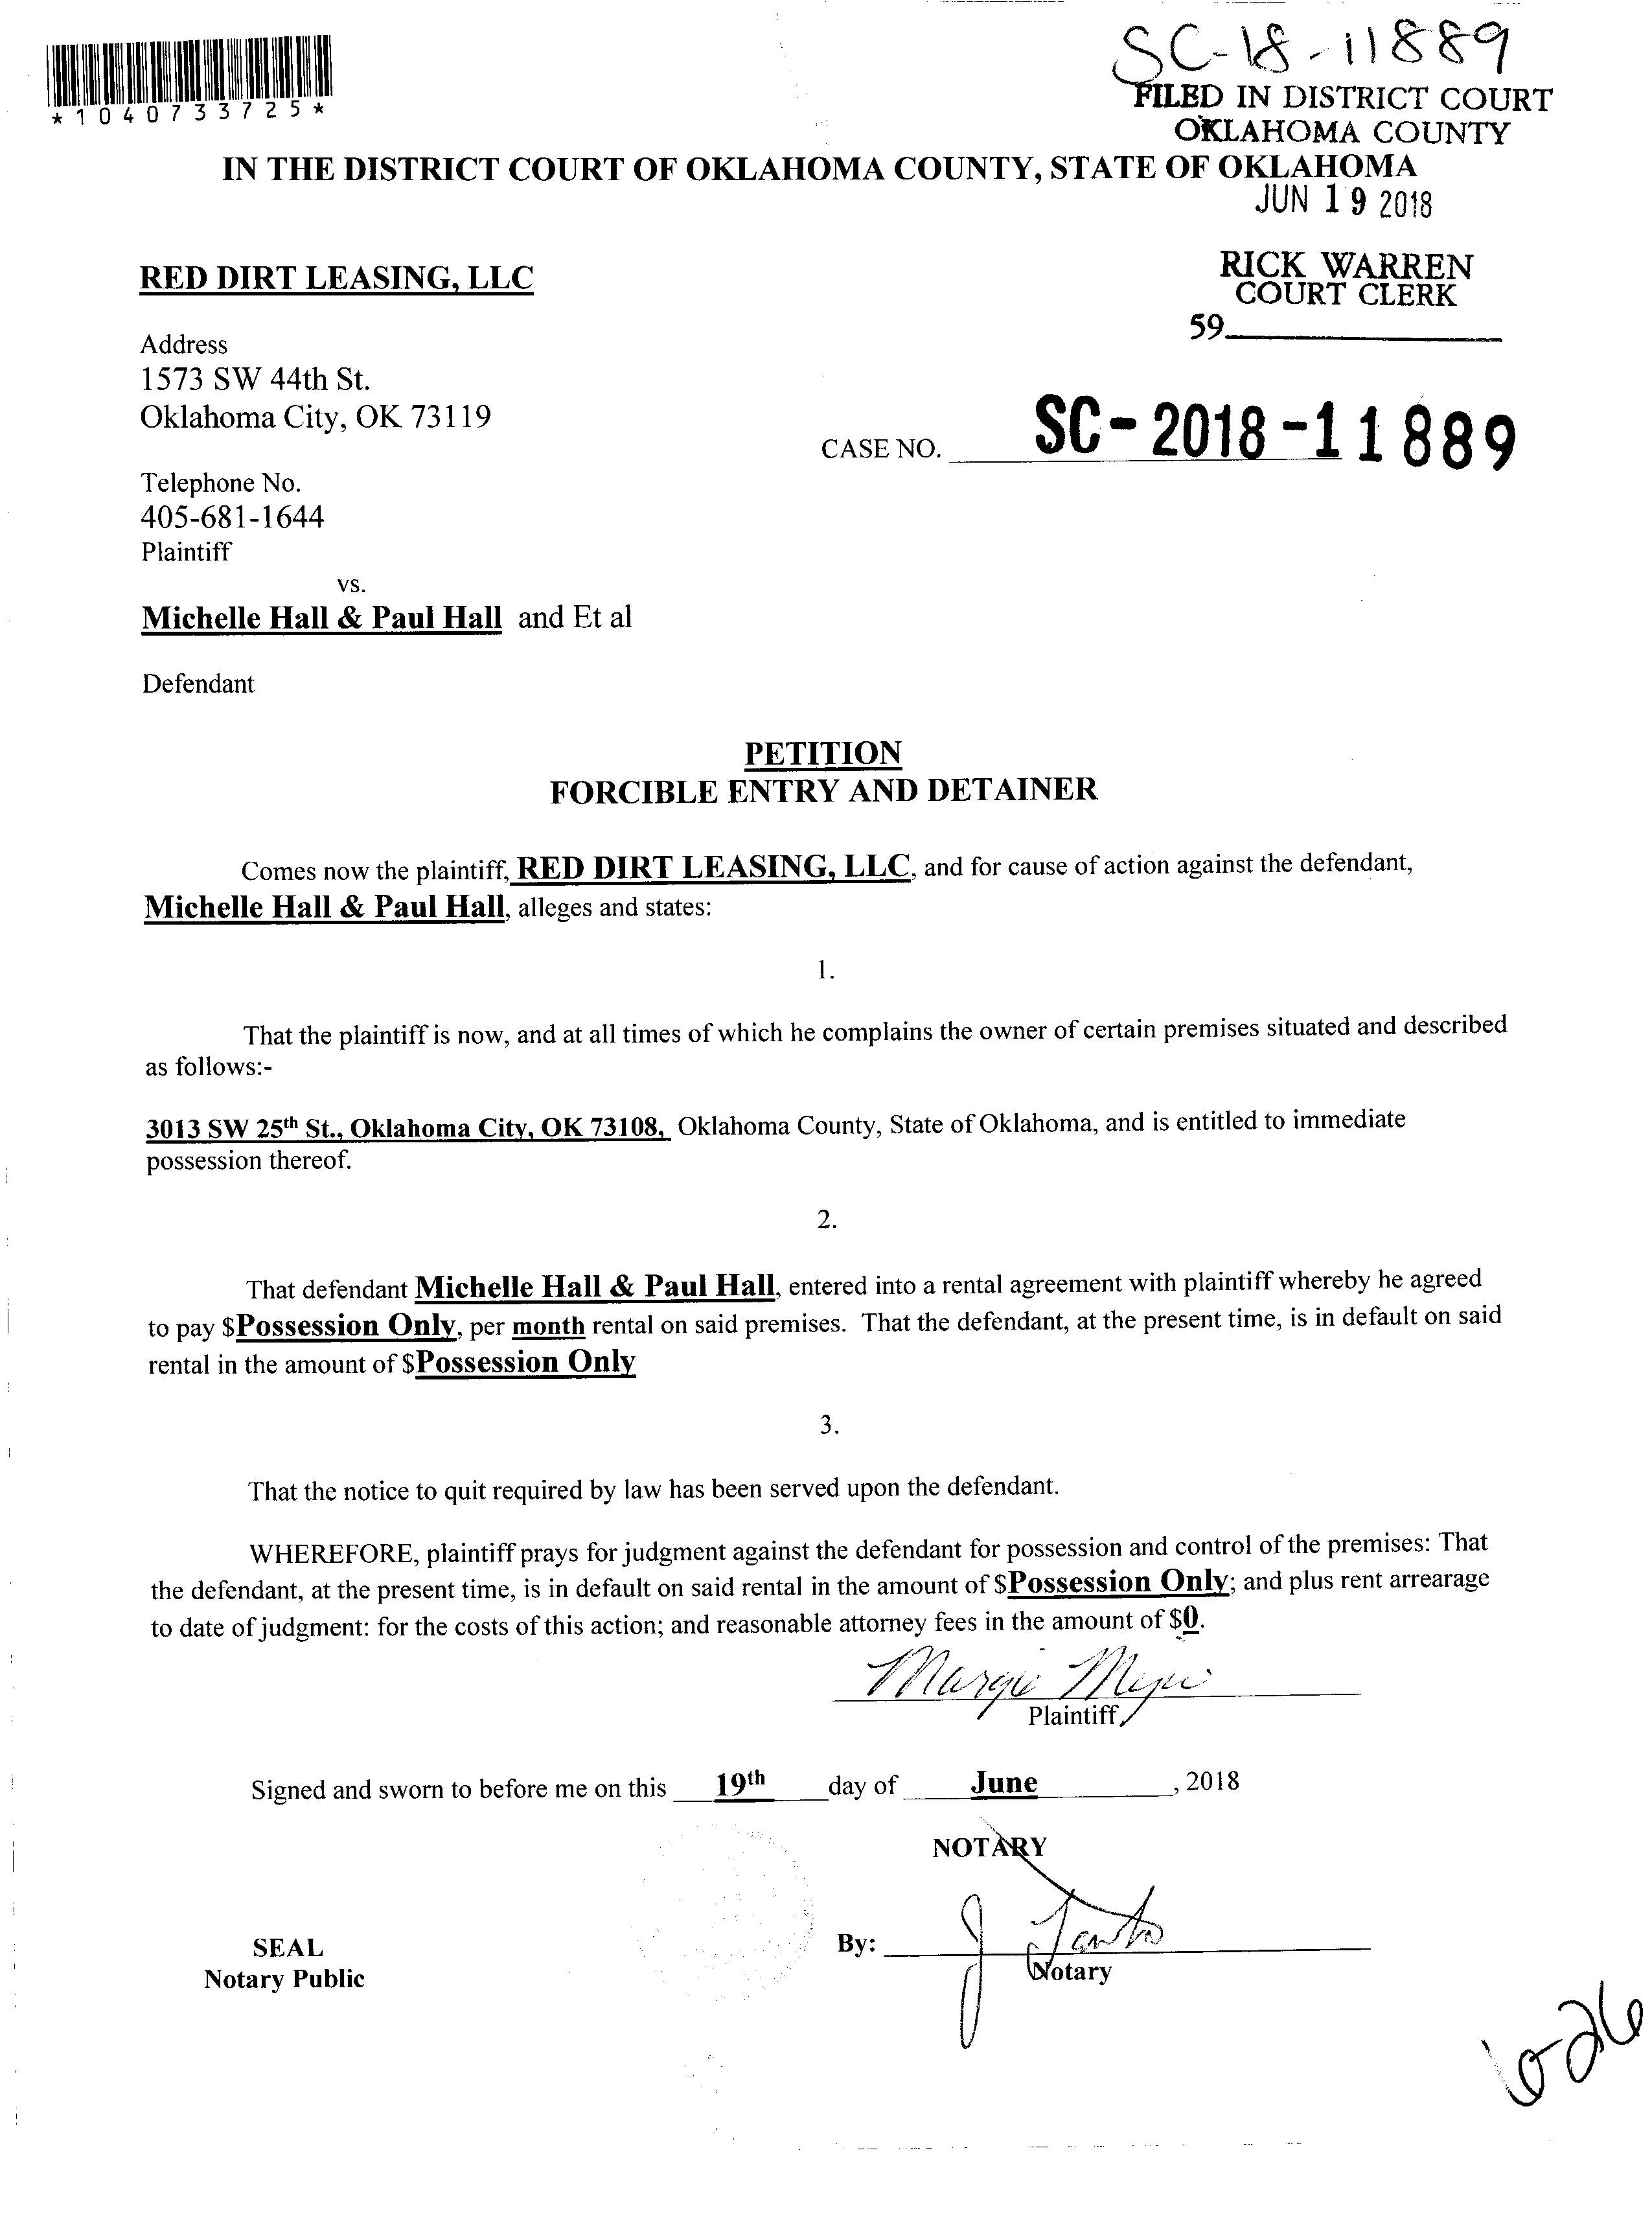 SC-18-11889
*1040733725*
FILED IN DISTRICT COURT
OKLAHOMA COUNTY
IN THE DISTRICT COURT OF OKLAHOMA COUNTY, STATE OF OKLAHOMA
JUN 19 2018
RICK WARREN
COURT CLERK
59
RED DIRT LEASING, LLC
Address
1573 SW 44th St.
Oklahoma City, OK 73119
CASE NO. SC-2018-11889
Telephone No.
405-681-1644
Plaintiff
vs.
Michelle Hall & Paul Hall and Et al
Defendant
PETITION
FORCIBLE ENTRY AND DETAINER
Comes now the plaintiff, RED DIRT LEASING, LLC, and for cause of action against the defendant,
Michelle Hall & Paul Hall, alleges and states:
1.
That the plaintiff is now, and at all times of which he complains the owner of certain premises situated and described
as follows:-
3013 SW 25th St., Oklahoma City, OK 73108, Oklahoma County, State of Oklahoma, and is entitled to immediate
possession thereof.
2.
That defendant Michelle Hall & Paul Hall, entered into a rental agreement with plaintiff whereby he agreed
to pay $Possession Only, per month rental on said premises. That the defendant, at the present time, is in default on said
rental in the amount of $Possession Only
3.
That the notice to quit required by law has been served upon the defendant.
WHEREFORE, plaintiff prays for judgment against the defendant for possession and control of the premises: That
the defendant, at the present time, is in default on said rental in the amount of $Possession Only; and plus rent arrearage
to date of judgment: for the costs of this action; and reasonable attorney fees in the amount of $0.
Margie
Plaintiff
Signed and sworn to before me on this 19th day of June, 2018
NOTARY
SEAL
By: J
Notary Public
Notary
6-26